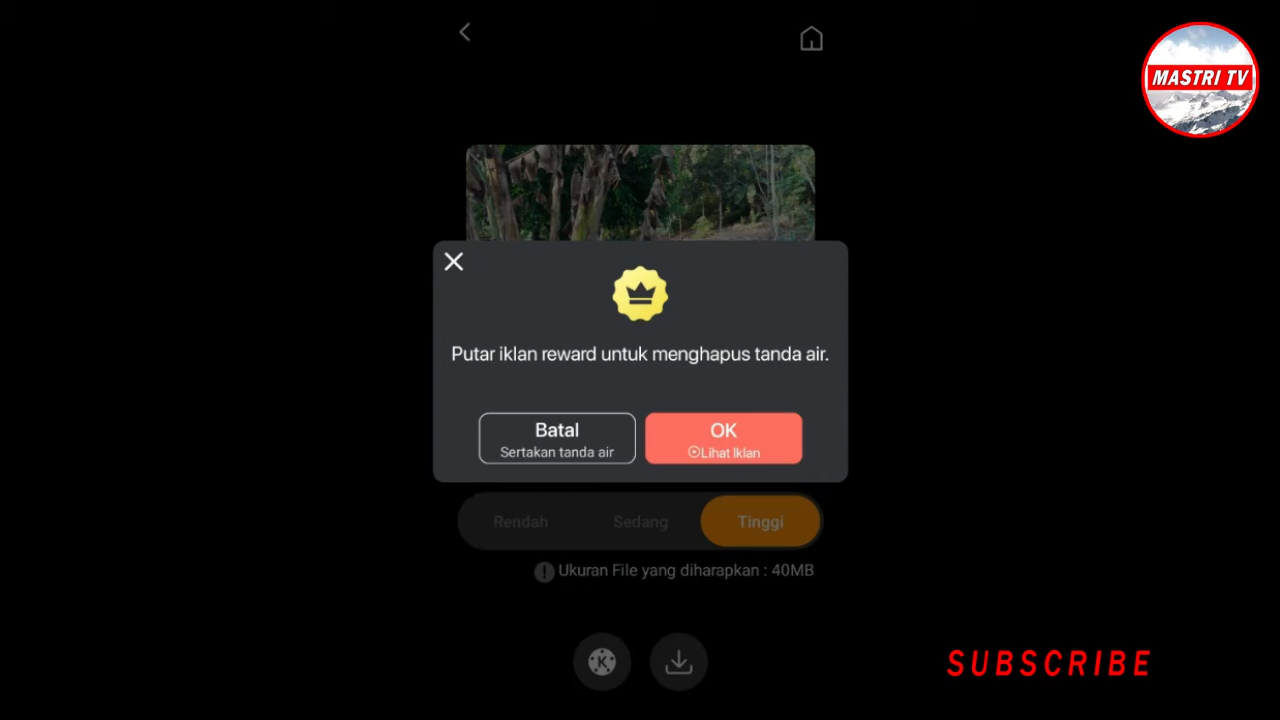 MASTRI TV
Putar iklan reward untuk menghapus tanda air.
Batal
Sertakan tanda air
OK
Lihat Iklan
Rendah
Sedang
Tinggi
! Ukuran File yang diharapkan : 40MB
K
SUBSCRIBE